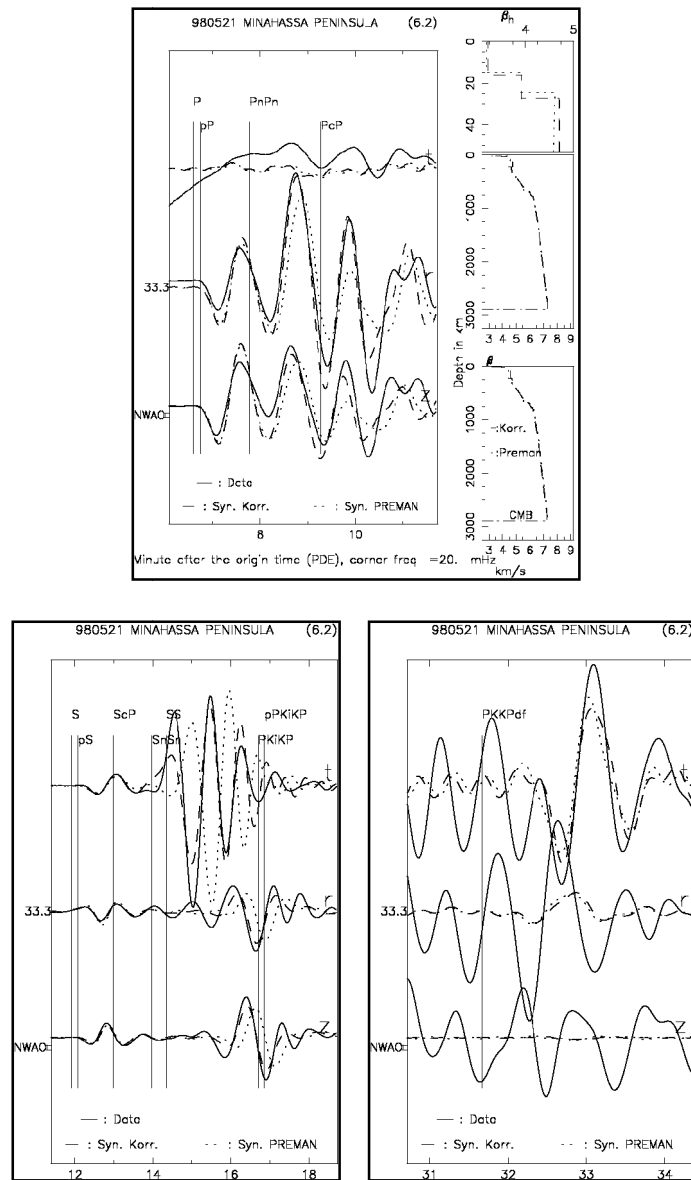 980521 MINAHASSA PENINSULA (6.2)
P
pP
PnPn
PcP
t
r
33.3
Z
NWAO
— : Data
— : Syn. Korr. ·· : Syn. PREMAN
8 10
Minute after the origin time (PDE), corner freq =20. mHz
βh
4 5
0
20
40
0
1000
2000
3000
3 4 5 6 7 8 9
Depth in km
β
0
1000
2000
3000
:Korr.
:Preman
CMB
3 4 5 6 7 8 9
km/s
980521 MINAHASSA PENINSULA (6.2)
S ScP SS pPKiKP
pS SnSn PKiKP
t
33.3 r
NWAO Z
— : Data
— : Syn. Korr. ·· : Syn. PREMAN
12 14 16 18
980521 MINAHASSA PENINSULA (6.2)
PKKPdf
t
33.3 r
NWAO Z
— : Data
— : Syn. Korr. ·· : Syn. PREMAN
31 32 33 34